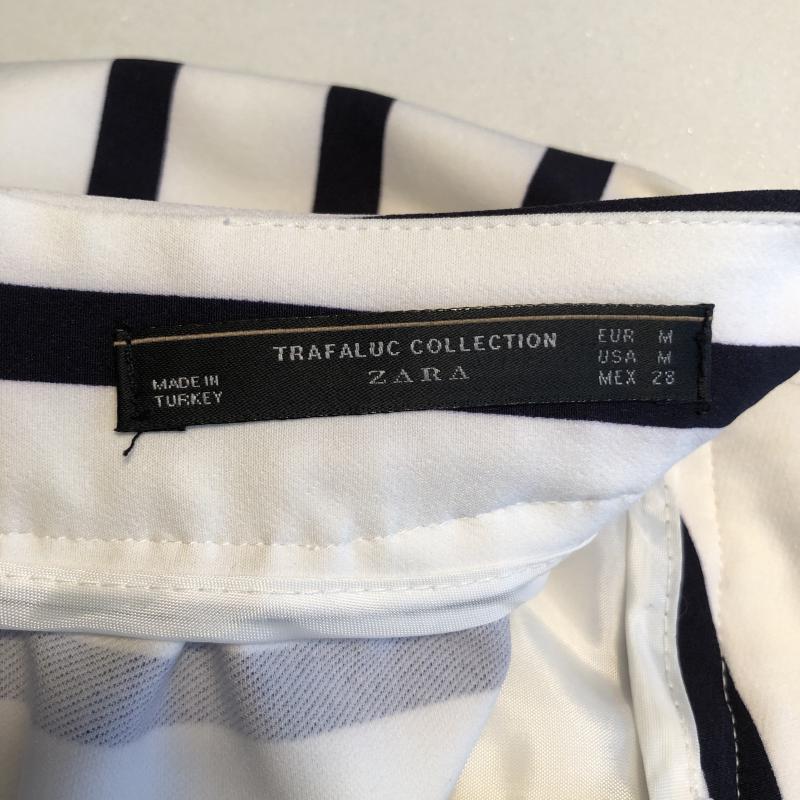 TRAFALUC COLLECTION
ZARA
MADE IN
TURKEY
EUR M
USA M
MEX 28